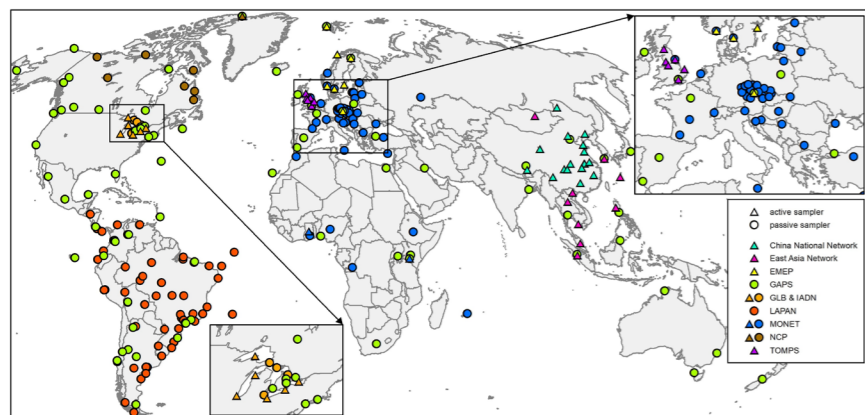 active sampler
passive sampler
China National Network
East Asia Network
EMEP
GAPS
GLB & IADN
LAPAN
MONET
NCP
TOMPS